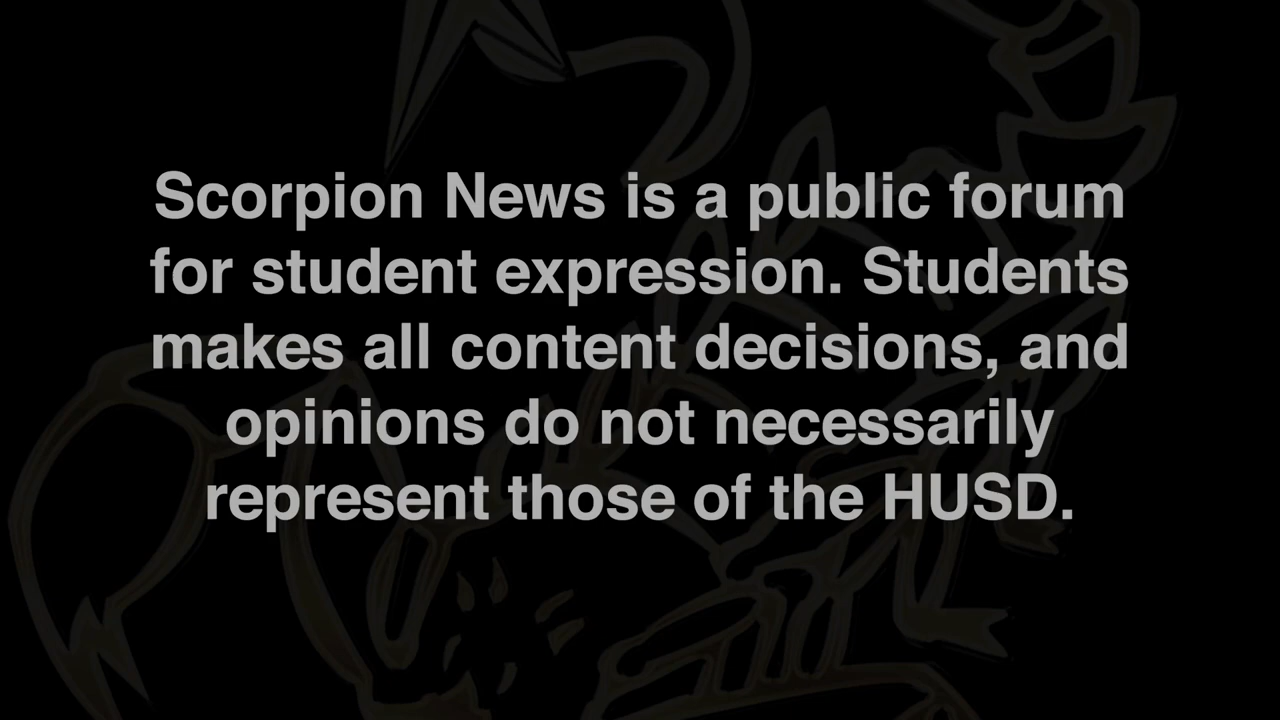 Scorpion News is a public forum
for student expression. Students
makes all content decisions, and
opinions do not necessarily
represent those of the HUSD.